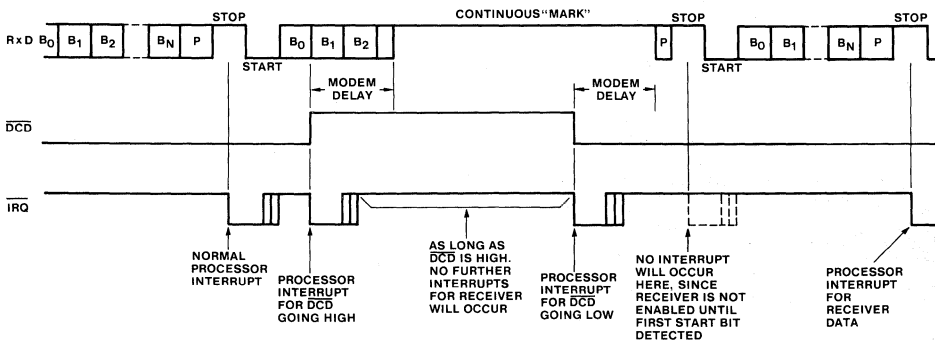 STOP
CONTINUOUS "MARK"
STOP
STOP
RxD B0 B1 B2 BN P B0 B1 B2 P B0 B1 BN P
START
START
MODEM
DELAY
MODEM
DELAY
DCD
IRQ
NORMAL
PROCESSOR
INTERRUPT
PROCESSOR
INTERRUPT
FOR DCD
GOING HIGH
AS LONG AS
DCD IS HIGH.
NO FURTHER
INTERRUPTS
FOR RECEIVER
WILL OCCUR
PROCESSOR
INTERRUPT
FOR DCD
GOING LOW
NO INTERRUPT
WILL OCCUR
HERE, SINCE
RECEIVER IS NOT
ENABLED UNTIL
FIRST START BIT
DETECTED
PROCESSOR
INTERRUPT
FOR
RECEIVER
DATA